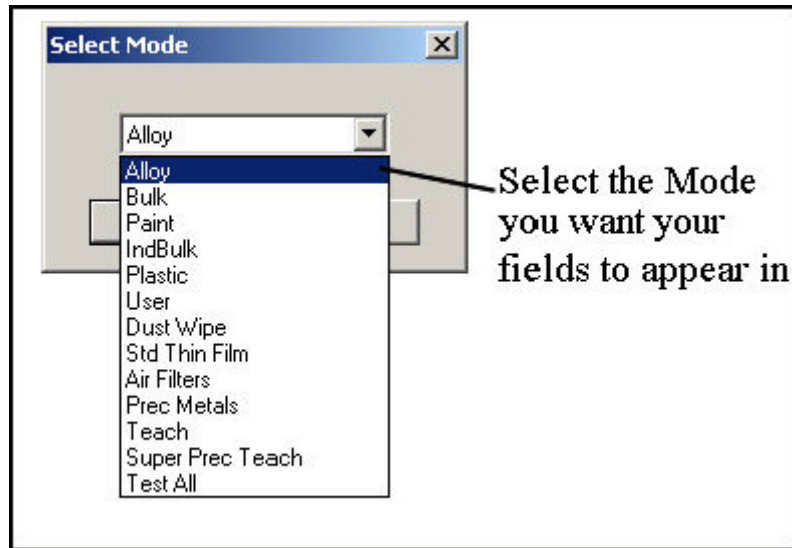 Select Mode
Alloy
Alloy
Bulk
Paint
IndBulk
Plastic
User
Dust Wipe
Std Thin Film
Air Filters
Prec Metals
Teach
Super Prec Teach
Test All
Select the Mode
you want your
fields to appear in